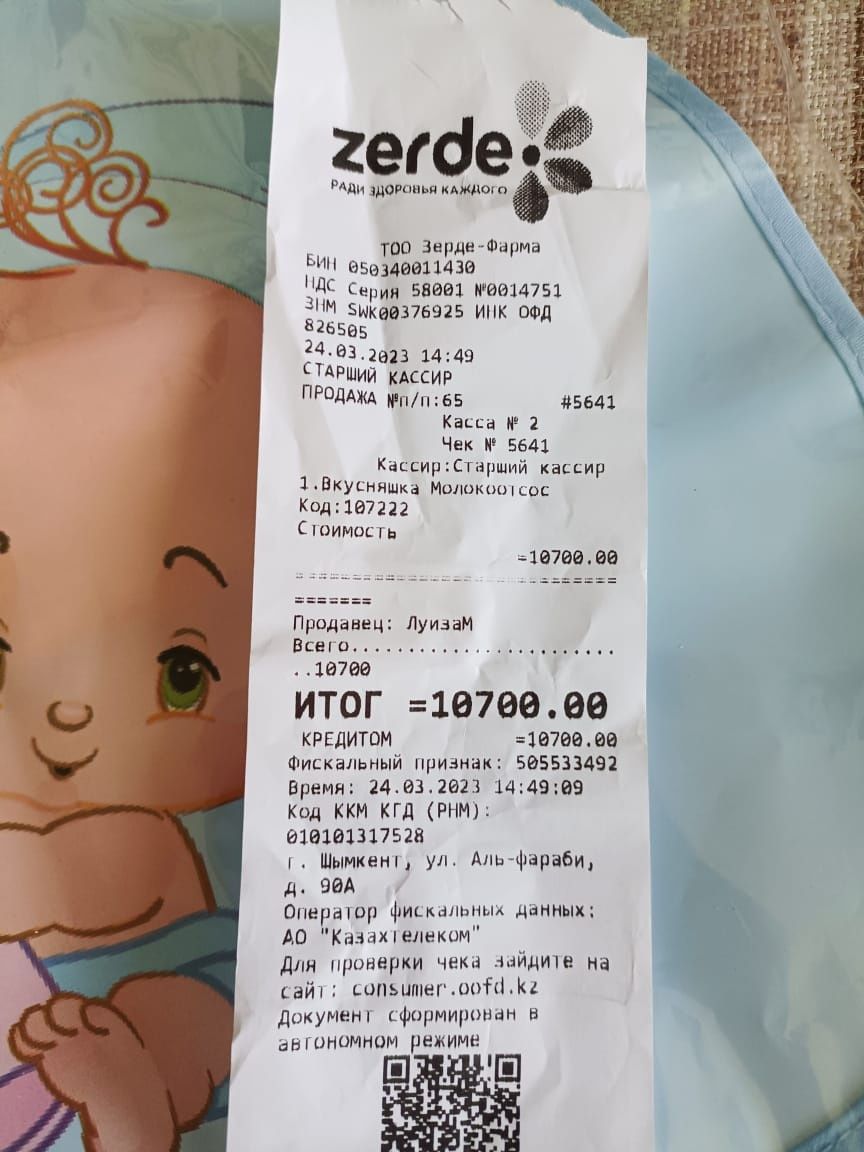 zerde
РАДИ ЗДОРОВЬЯ КАЖДОГО
ТОО Зерде-Фарма
БИН 050340011430
НДС Серия 58001 №0014751
ЗНМ SWK00376925 ИНК ОФД
826505
24.03.2023 14:49
СТАРШИЙ КАССИР
ПРОДАЖА №п/п:65 #5641
Касса № 2
Чек № 5641
Кассир:Старший кассир
1.Вкусняшка Молокоотсос
Код:107222
Стоимость
=10700.00
==================================
=======
Продавец: ЛуизаМ
Всего.......................
..10700
ИТОГ =10700.00
КРЕДИТОМ =10700.00
Фискальный признак: 505533492
Время: 24.03.2023 14:49:09
Код ККМ КГД (РНМ):
010101317528
г. Шымкент, ул. Аль-фараби,
д. 90А
Оператор фискальных данных:
АО "Казахтелеком"
Для проверки чека зайдите на
сайт: consumer.oofd.kz
Документ сформирован в
автономном режиме